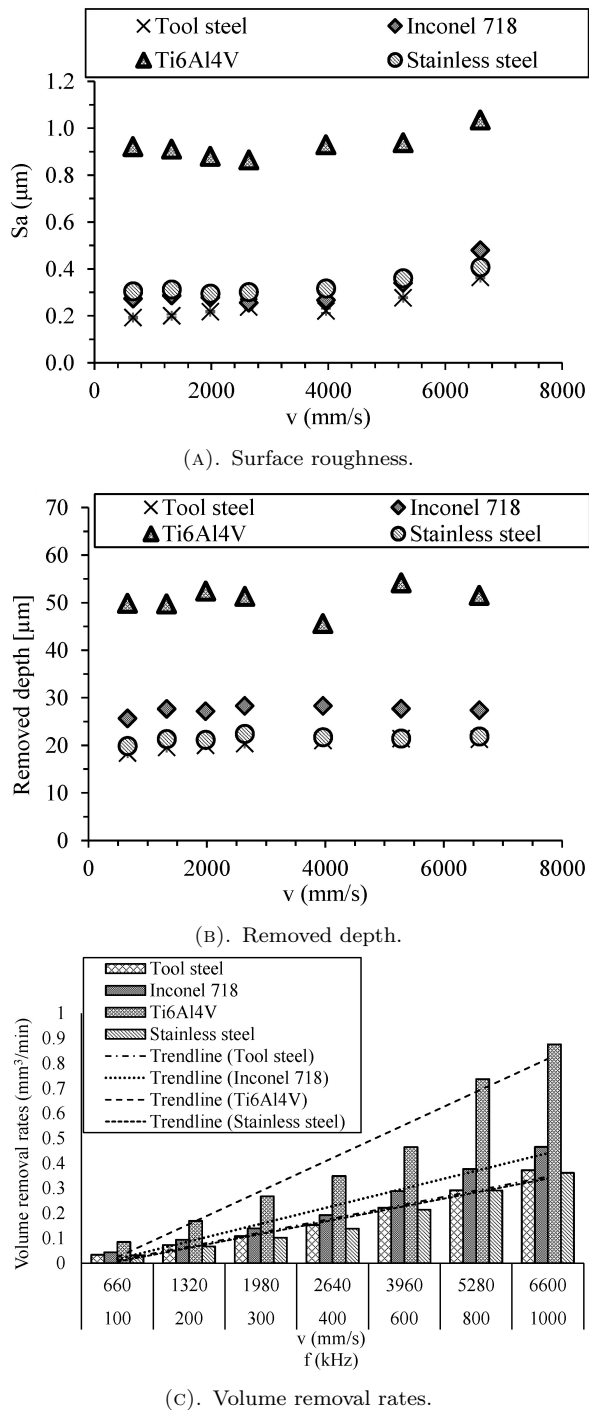 Tool steel Inconel 718
Ti6Al4V Stainless steel
1.2
1.0
0.8
0.6
0.4
0.2
0.0
Sa (μm)
0 2000 4000 6000 8000
v (mm/s)
(A). Surface roughness.
Tool steel Inconel 718
Ti6Al4V Stainless steel
70
60
50
40
30
20
10
0
Removed depth [μm]
0 2000 4000 6000 8000
v (mm/s)
(B). Removed depth.
Tool steel
Inconel 718
Ti6Al4V
Stainless steel
Trendline (Tool steel)
Trendline (Inconel 718)
Trendline (Ti6Al4V)
Trendline (Stainless steel)
1
0.9
0.8
0.7
0.6
0.5
0.4
0.3
0.2
0.1
0
Volume removal rates (mm³/min)
660 1320 1980 2640 3960 5280 6600
100 200 300 400 600 800 1000
v (mm/s)
f (kHz)
(C). Volume removal rates.